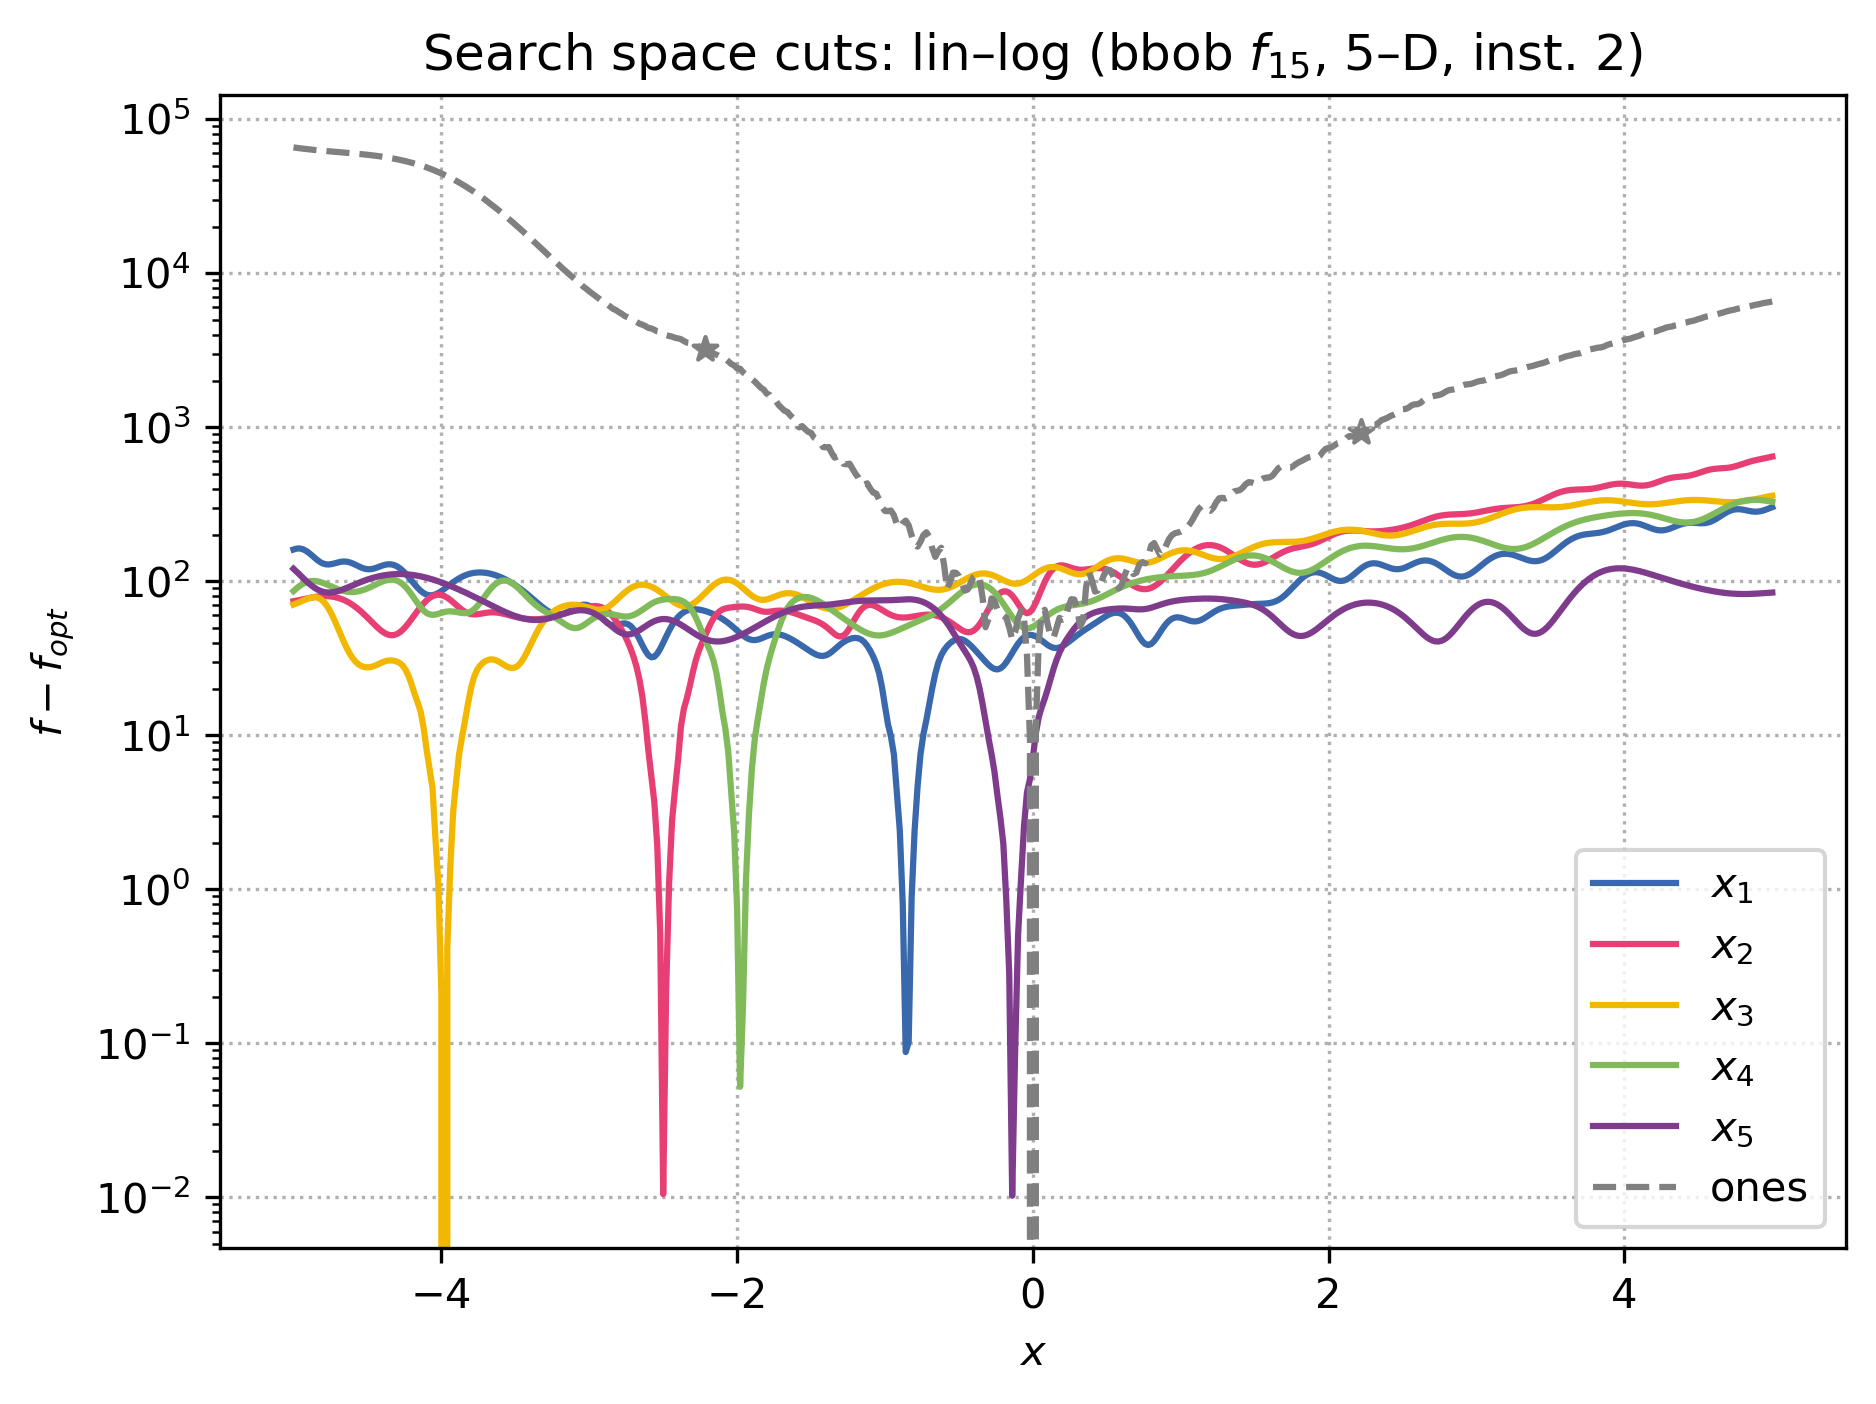 Search space cuts: lin–log (bbob f15, 5–D, inst. 2)
f − fopt
10^5
10^4
10^3
10^2
10^1
10^0
10^−1
10^−2
−4
−2
0
2
4
x
x1
x2
x3
x4
x5
ones